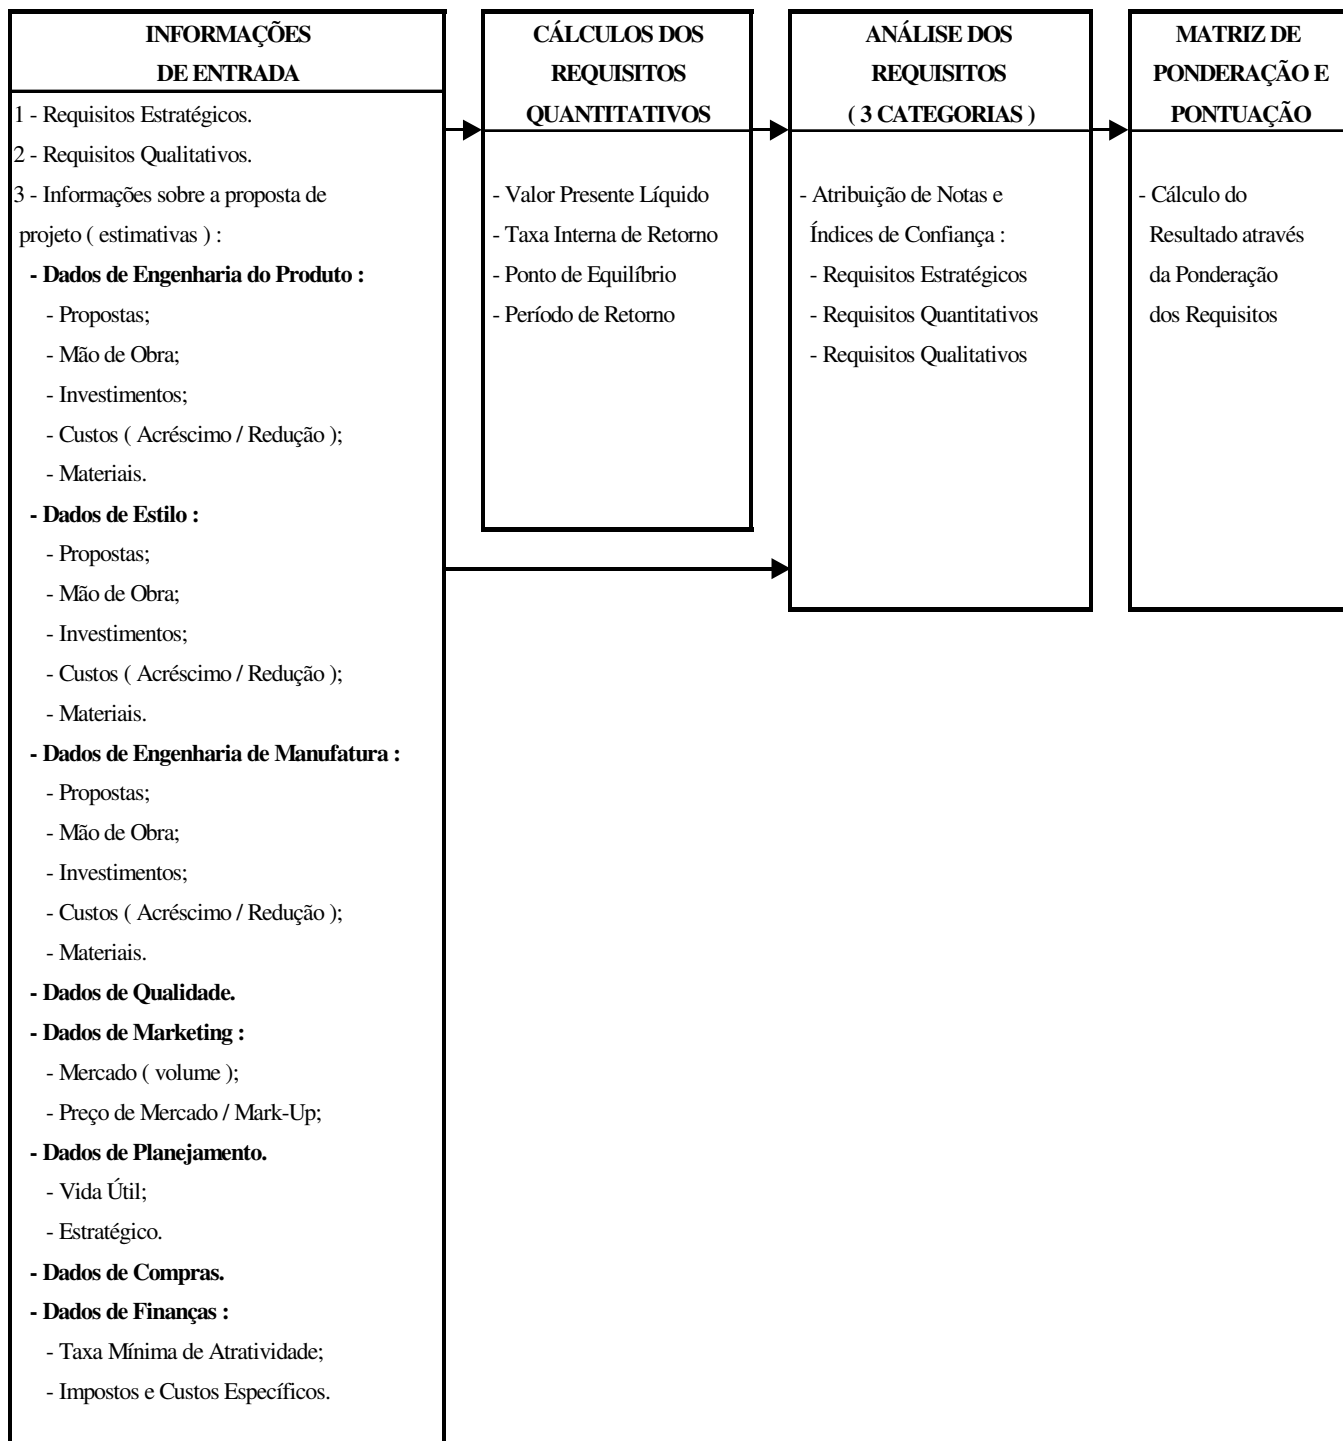 INFORMAÇÕES
DE ENTRADA
1 - Requisitos Estratégicos.
2 - Requisitos Qualitativos.
3 - Informações sobre a proposta de
projeto ( estimativas ) :
- Dados de Engenharia do Produto :
- Propostas;
- Mão de Obra;
- Investimentos;
- Custos ( Acréscimo / Redução );
- Materiais.
- Dados de Estilo :
- Propostas;
- Mão de Obra;
- Investimentos;
- Custos ( Acréscimo / Redução );
- Materiais.
- Dados de Engenharia de Manufatura :
- Propostas;
- Mão de Obra;
- Investimentos;
- Custos ( Acréscimo / Redução );
- Materiais.
- Dados de Qualidade.
- Dados de Marketing :
- Mercado ( volume );
- Preço de Mercado / Mark-Up;
- Dados de Planejamento.
- Vida Útil;
- Estratégico.
- Dados de Compras.
- Dados de Finanças :
- Taxa Mínima de Atratividade;
- Impostos e Custos Específicos.
CÁLCULOS DOS
REQUISITOS
QUANTITATIVOS
- Valor Presente Líquido
- Taxa Interna de Retorno
- Ponto de Equilíbrio
- Período de Retorno
ANÁLISE DOS
REQUISITOS
( 3 CATEGORIAS )
- Atribuição de Notas e
Índices de Confiança :
- Requisitos Estratégicos
- Requisitos Quantitativos
- Requisitos Qualitativos
MATRIZ DE
PONDERAÇÃO E
PONTUAÇÃO
- Cálculo do
Resultado através
da Ponderação
dos Requisitos